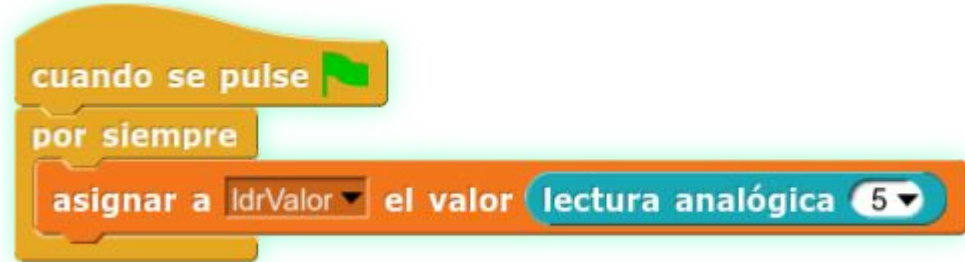 cuando se pulse
por siempre
asignar a ldrValor el valor lectura analógica 5